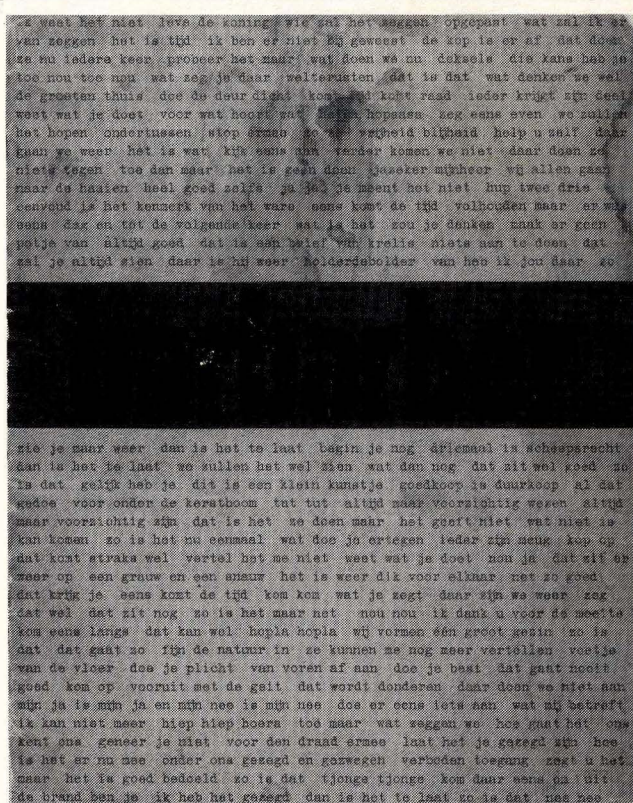 weet het niet leve de koning wie zal het zeggen opgepast wat zal ik er
van zeggen het is tijd ik ben er niet bij geweest de kop is er af dat doen
ze nu iedere keer probeer het maar wat doen we nu deksels die kans heb je
toe nou toe nou wat zeg je daar welterusten dat is dat wat denken we wel
de groeten thuis doe de deur dicht komt tijd komt raad ieder krijgt zijn deel
weet wat je doet voor wat hoort wat hopsasa zeg eens even we zullen
het hopen ondertussen stop ermee zo vrijheid blijheid help u zelf daar
gaan we weer het is wat kijk eens aan verder komen we niet daar doen ze
niets tegen toe dan maar het is geen doen jazeker mijnheer wij allen gaan
naar de haaien heel goed zelfs ja ja je meent het niet hup twee drie
eenvoud is het kenmerk van het ware eens komt de tijd volhouden maar er was
eens dag en tot de volgende keer wat is het zou je denken maak er geen
potje van altijd goed dat is een brief van krelis niets aan te doen dat
zal je altijd zien daar is hij weer holderdebolder van heb ik jou daar zo
zie je maar weer dan is het te laat begin je nog driemaal is scheepsrecht
dan is het te laat we zullen het wel zien wat dan nog dat zit wel goed zo
is dat gelijk heb je dit is een klein kunstje goedkoop is duurkoop al dat
gedoe voor onder de kerstboom tut tut altijd maar voorzichtig wezen altijd
maar voorzichtig zijn dat is het ze doen maar het geeft niet wat niet is
kan komen zo is het nu eenmaal wat doe je ertegen ieder zijn meug kop op
dat komt straks wel vertel het me niet weet wat je doet nou ja dat zit er
weer op een grauw en een snauw het is weer dik voor elkaar net zo goed
dat krijg je eens komt de tijd kom kom wat je zegt daar zijn we weer zeg
dat wel dat zit nog zo is het maar net nou nou ik dank u voor de moeite
kom eens langs dat kan wel hopla hopla wij vormen één groot gezin zo is
dat dat gaat zo fijn de natuur in ze kunnen me nog meer vertellen voetje
van de vloer doe je plicht van voren af aan doe je best dat gaat nooit
goed kom op vooruit met de geit dat wordt donderen daar doen we niet aan
mijn ja is mijn ja en mijn nee is mijn nee doe er eens iets aan wat mij betreft
ik kan niet meer hiep hiep hoera toe maar wat zeggen we hoe gaat het ons
kent ons geneer je niet voor den draad ermee laat het je gezegd zijn hoe
is het er nu mee onder ons gezegd en gezwegen verboden toegang zegt u het
maar het is goed bedoeld zo is dat tjonge tjonge kom daar eens om uit
de brand ben je ik heb het gezegd dan is het te laat zo is dat nee nee